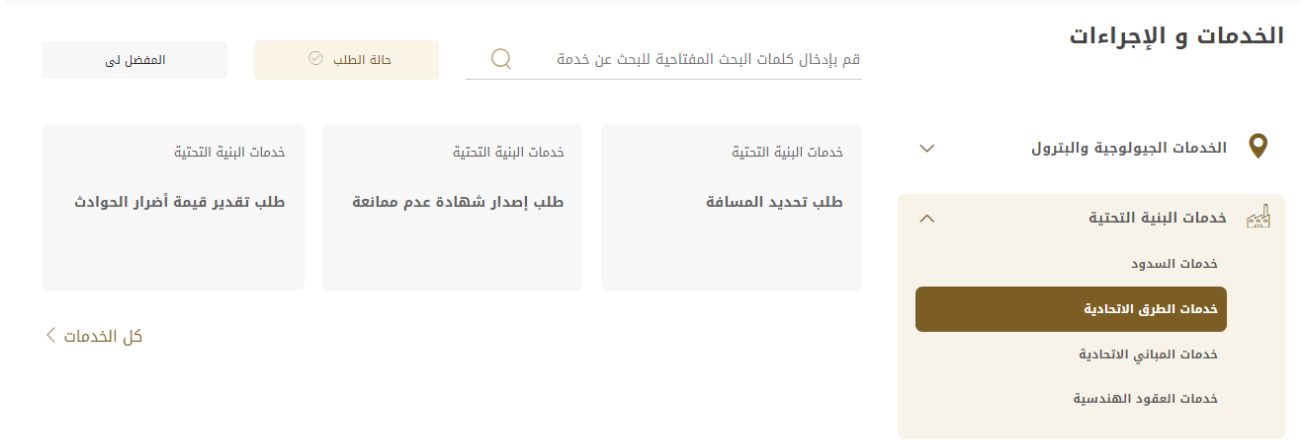 الخدمات و الإجراءات
قم بإدخال كلمات البحث المفتاحية للبحث عن خدمة
حالة الطلب
المفضل لى
الخدمات الجيولوجية والبترول
خدمات البنية التحتية
خدمات السدود
خدمات الطرق الاتحادية
خدمات المباني الاتحادية
خدمات العقود الهندسية
خدمات البنية التحتية
طلب تحديد المسافة
خدمات البنية التحتية
طلب إصدار شهادة عدم ممانعة
خدمات البنية التحتية
طلب تقدير قيمة أضرار الحوادث
كل الخدمات